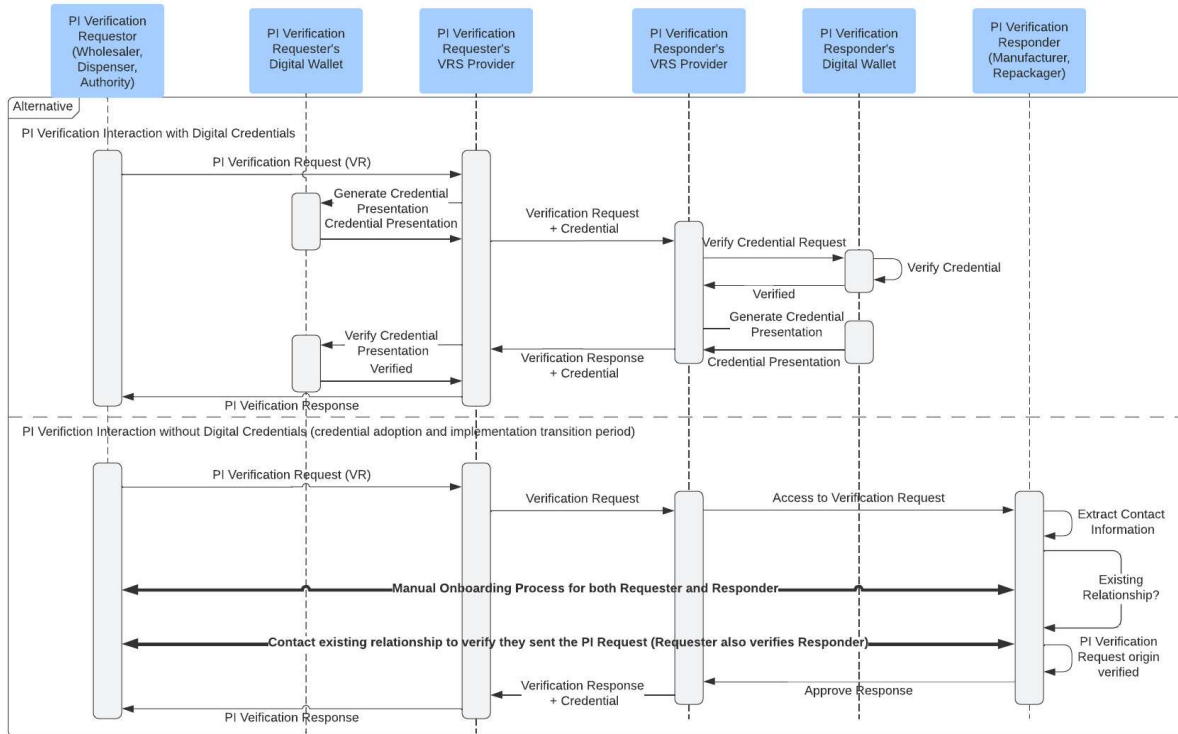 PI Verification
Requestor
(Wholesaler,
Dispenser,
Authority)
PI Verification
Requester's
Digital Wallet
PI Verification
Requester's
VRS Provider
PI Verification
Responder's
VRS Provider
PI Verification
Responder's
Digital Wallet
PI Verification
Responder
(Manufacturer,
Repackager)
Alternative
PI Verification Interaction with Digital Credentials
PI Verification Request (VR)
Generate Credential
Presentation
Credential Presentation
Verification Request
+ Credential
Verify Credential Request
Verify Credential
Verified
Generate Credential
Presentation
Verify Credential
Presentation
Verification Response
+ Credential
Credential Presentation
Verified
PI Veification Response
PI Verifiction Interaction without Digital Credentials (credential adoption and implementation transition period)
PI Verification Request (VR)
Verification Request
Access to Verification Request
Extract Contact
Information
Manual Onboarding Process for both Requester and Responder
Existing
Relationship?
Contact existing relationship to verify they sent the PI Request (Requester also verifies Responder)
PI Verification
Request origin
verified
Verification Response
+ Credential
Approve Response
PI Veification Response